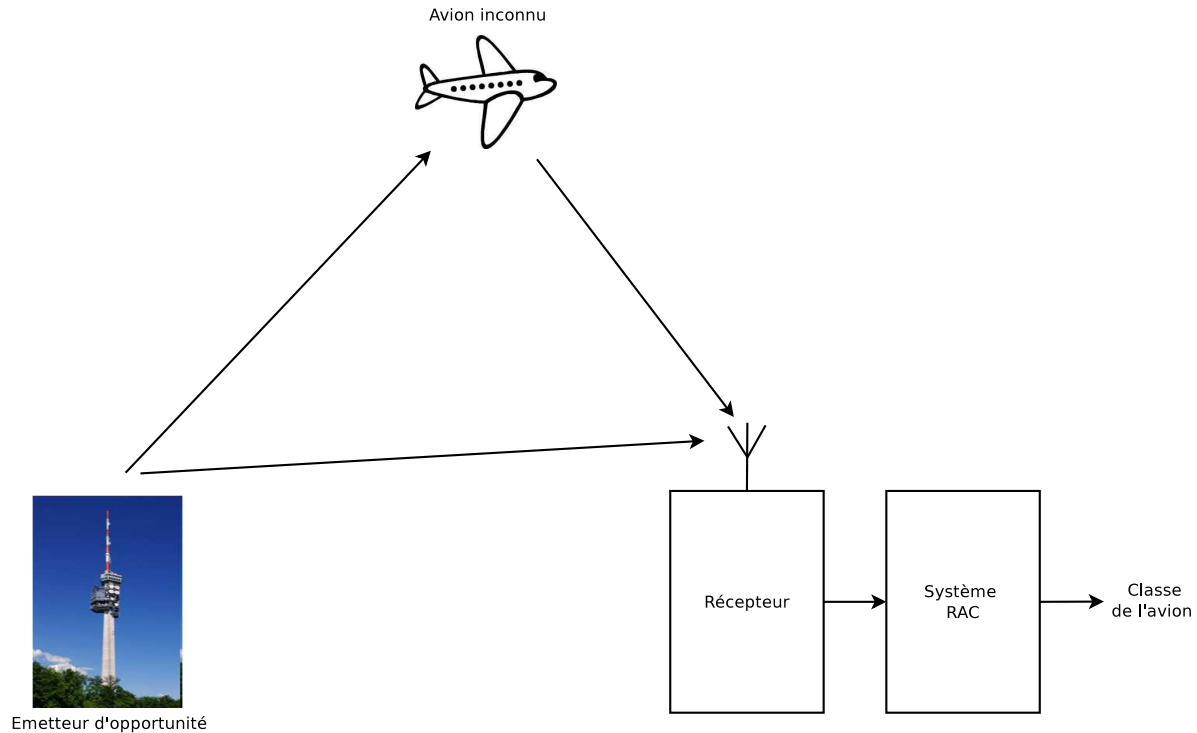 Avion inconnu
Récepteur
Système
RAC
Classe
de l'avion
Emetteur d'opportunité